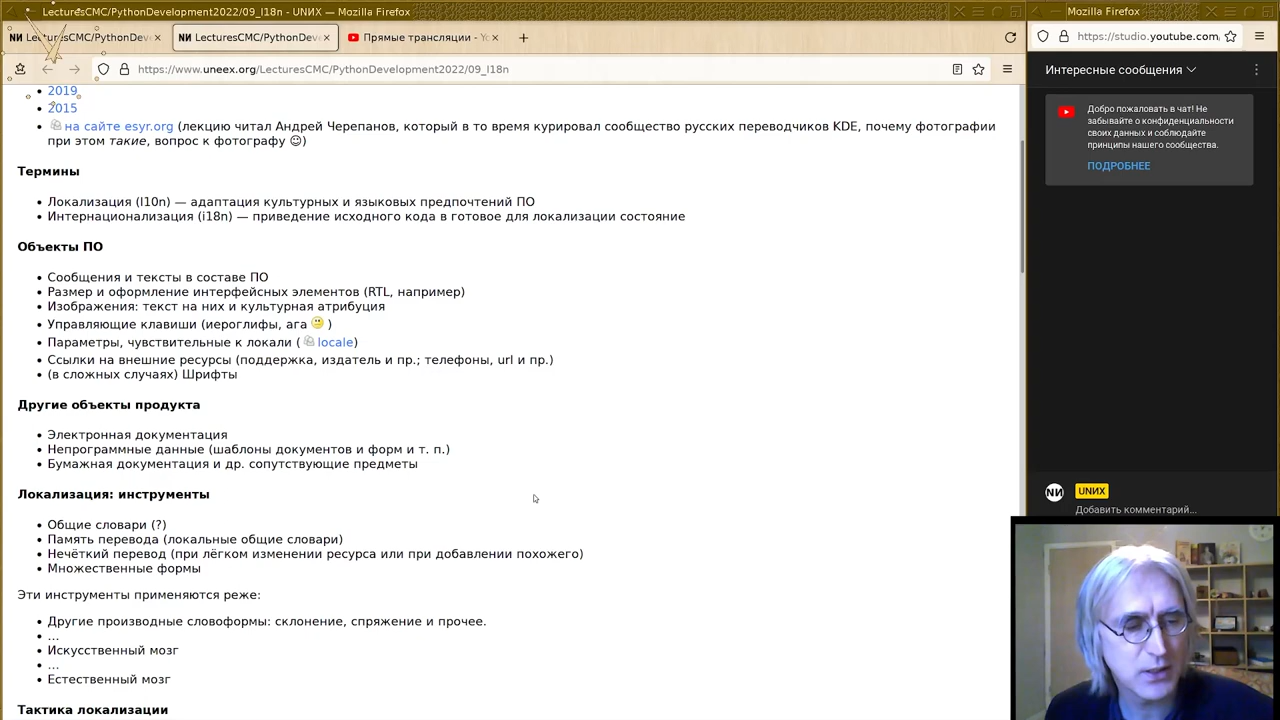 LecturesCMC/PythonDevelopment2022/09_I18n - UNИX — Mozilla Firefox
Mozilla Firefox
LecturesCMC/PythonDeve
LecturesCMC/PythonDeve
Прямые трансляции - Yo
https://www.uneex.org/LecturesCMC/PythonDevelopment2022/09_I18n
https://studio.youtube.com/
Интересные сообщения
Добро пожаловать в чат! Не
забывайте о конфиденциальности
своих данных и соблюдайте
принципы нашего сообщества.
ПОДРОБНЕЕ
2019
2015
на сайте esyr.org (лекцию читал Андрей Черепанов, который в то время курировал сообщество русских переводчиков KDE, почему фотографии
при этом такие, вопрос к фотографу ☺)
Термины
Локализация (l10n) — адаптация культурных и языковых предпочтений ПО
Интернационализация (i18n) — приведение исходного кода в готовое для локализации состояние
Объекты ПО
Сообщения и тексты в составе ПО
Размер и оформление интерфейсных элементов (RTL, например)
Изображения: текст на них и культурная атрибуция
Управляющие клавиши (иероглифы, ага )
Параметры, чувствительные к локали ( locale)
Ссылки на внешние ресурсы (поддержка, издатель и пр.; телефоны, url и пр.)
(в сложных случаях) Шрифты
Другие объекты продукта
Электронная документация
Непрограммные данные (шаблоны документов и форм и т. п.)
Бумажная документация и др. сопутствующие предметы
Локализация: инструменты
Общие словари (?)
Память перевода (локальные общие словари)
Нечёткий перевод (при лёгком изменении ресурса или при добавлении похожего)
Множественные формы
Эти инструменты применяются реже:
Другие производные словоформы: склонение, спряжение и прочее.
…
Искусственный мозг
…
Естественный мозг
Тактика локализации
NИ
UNИX
Добавить комментарий...